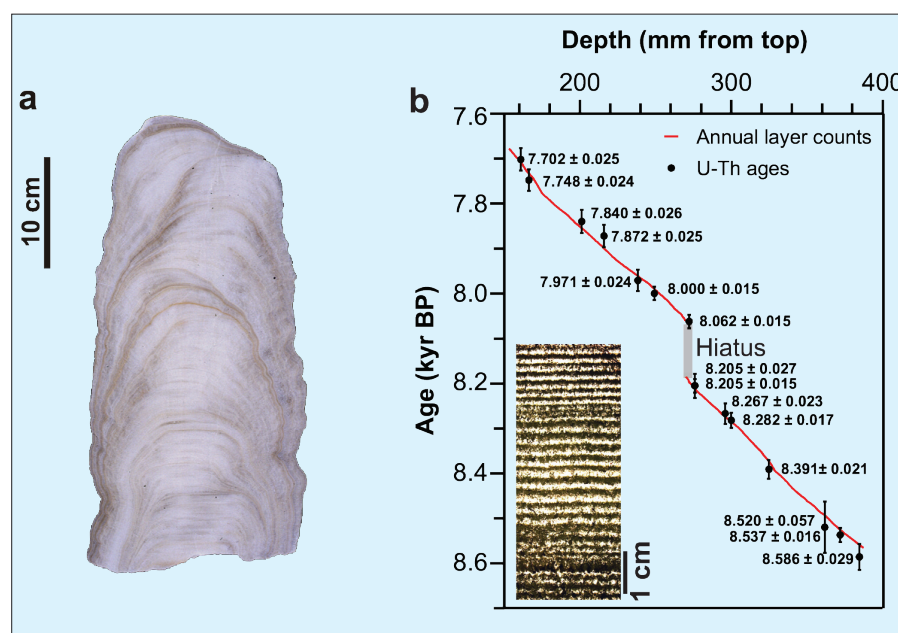 Depth (mm from top)
200 300 400
a
b
10 cm
7.6
7.8
8.0
8.2
8.4
8.6
Age (kyr BP)
Annual layer counts
U-Th ages
7.702 ± 0.025
7.748 ± 0.024
7.840 ± 0.026
7.872 ± 0.025
7.971 ± 0.024
8.000 ± 0.015
8.062 ± 0.015
Hiatus
8.205 ± 0.027
8.205 ± 0.015
8.267 ± 0.023
8.282 ± 0.017
8.391± 0.021
8.520 ± 0.057
8.537 ± 0.016
8.586 ± 0.029
1 cm